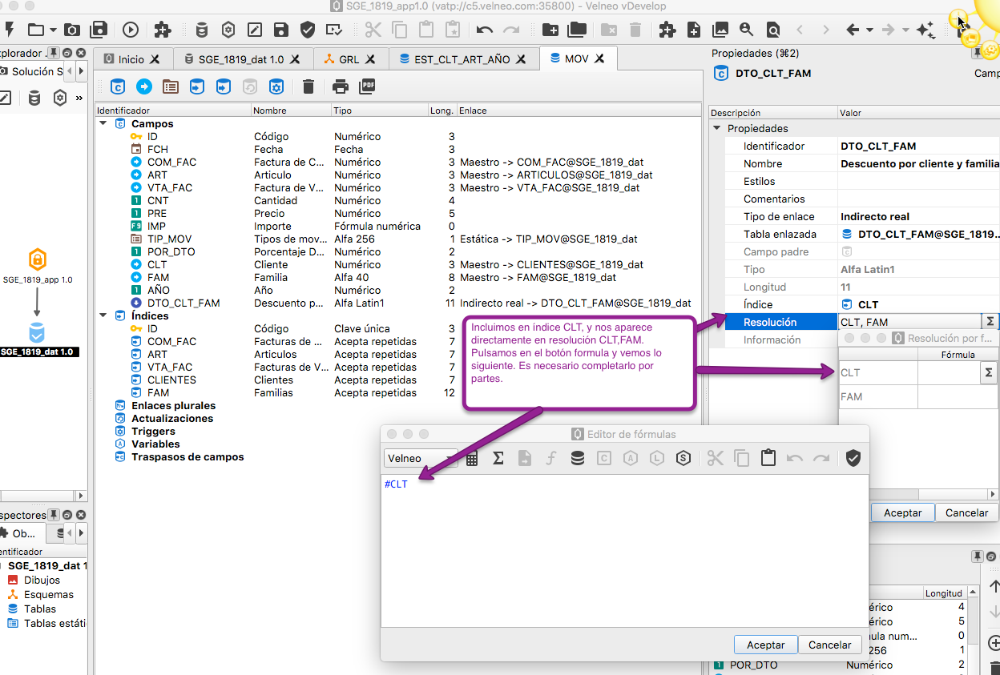 SGE_1819_app1.0 (vatp://c5.velneo.com:35800) - Velneo vDevelop
xplorador
Solución S
»
SGE_1819_app 1.0
SGE_1819_dat 1.0
Inicio
SGE_1819_dat 1.0
GRL
EST_CLT_ART_AÑO
MOV
PDF
Identificador Nombre Tipo Long. Enlace
Campos
ID Código Numérico 3
FCH Fecha Fecha 3
COM_FAC Factura de C... Numérico 3 Maestro -> COM_FAC@SGE_1819_dat
ART Articulo Numérico 3 Maestro -> ARTICULOS@SGE_1819_dat
VTA_FAC Factura de V... Numérico 3 Maestro -> VTA_FAC@SGE_1819_dat
CNT Cantidad Numérico 4
PRE Precio Numérico 5
IMP Importe Fórmula numérica 0
TIP_MOV Tipos de mov... Alfa 256 1 Estática -> TIP_MOV@SGE_1819_dat
POR_DTO Porcentaje D... Numérico 2
CLT Cliente Numérico 3 Maestro -> CLIENTES@SGE_1819_dat
FAM Familia Alfa 40 8 Maestro -> FAM@SGE_1819_dat
AÑO Año Numérico 2
DTO_CLT_FAM Descuento p... Alfa Latin1 11 Indirecto real -> DTO_CLT_FAM@SGE_1819_dat
Índices
ID Código Clave única 3
COM_FAC Facturas de ... Acepta repetidas 7
ART Articulos Acepta repetidas 7
VTA_FAC Facturas de V... Acepta repetidas 7
CLIENTES Clientes Acepta repetidas 7
FAM Familias Acepta repetidas 12
Enlaces plurales
Actualizaciones
Triggers
Variables
Traspasos de campos
Incluimos en índice CLT, y nos aparece
directamente en resolución CLT,FAM.
Pulsamos en el botón formula y vemos lo
siguiente. Es necesario completarlo por
partes.
Propiedades (⌘2)
DTO_CLT_FAM
Camp
Descripción Valor
Propiedades
Identificador DTO_CLT_FAM
Nombre Descuento por cliente y familia
Estilos
Comentarios
Tipo de enlace Indirecto real
Tabla enlazada DTO_CLT_FAM@SGE_1819...
Campo padre
Tipo Alfa Latin1
Longitud 11
Índice CLT
Resolución CLT, FAM Σ
Información
Resolución por f...
Fórmula
CLT Σ
FAM
Aceptar Cancelar
Editor de fórmulas
Velneo
#CLT
Aceptar Cancelar
spectores
Ob...
entificador
SGE_1819_dat 1
Dibujos
Esquemas
Tablas
Tablas estáti
Longitud
érico 4
érico 5
ula num... 0
256 1
POR_DTO Numérico 2